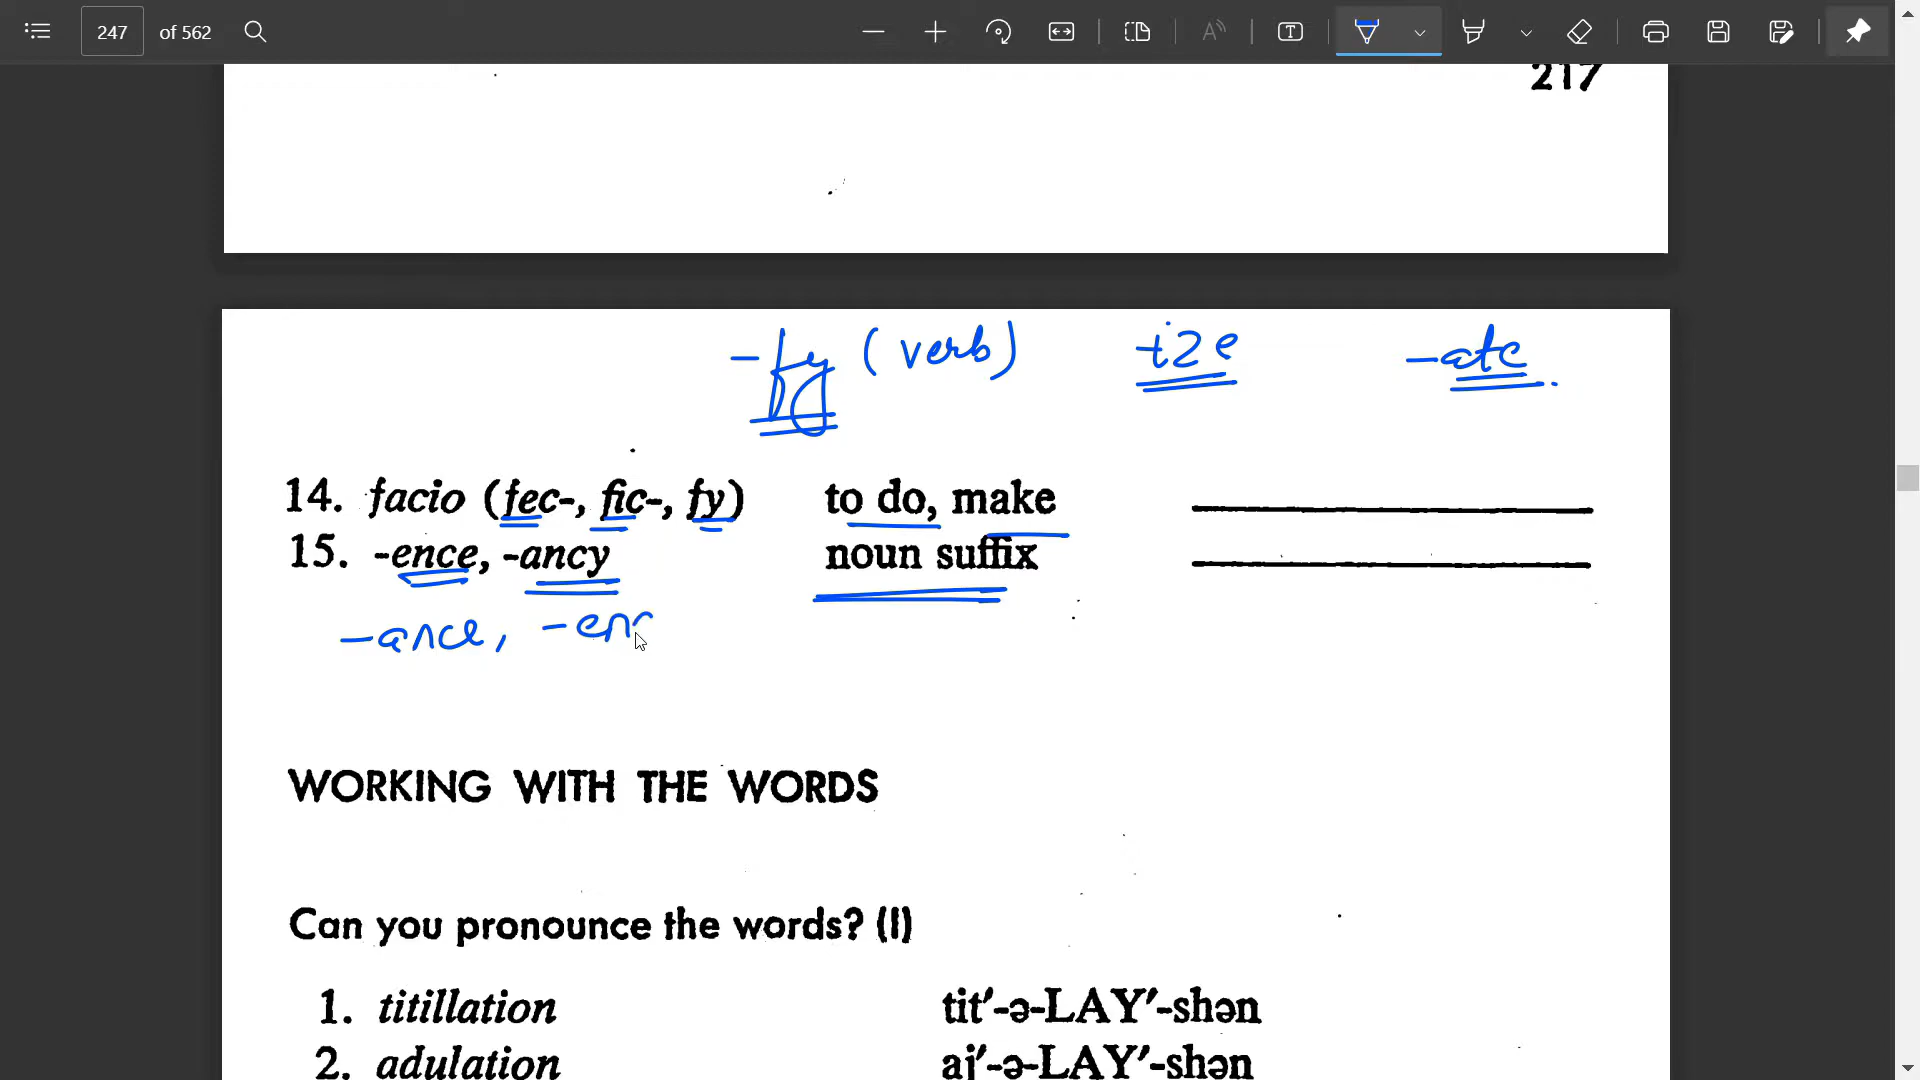 247 of 562
217
-fy (verb) -ize -ate
14. facio (fec-, fic-, fy) to do, make
15. -ence, -ancy noun suffix
-ance, -enc
WORKING WITH THE WORDS
Can you pronounce the words? (I)
1. titillation tit′-ə-LAY′-shən
2. adulation aj′-ə-LAY′-shən